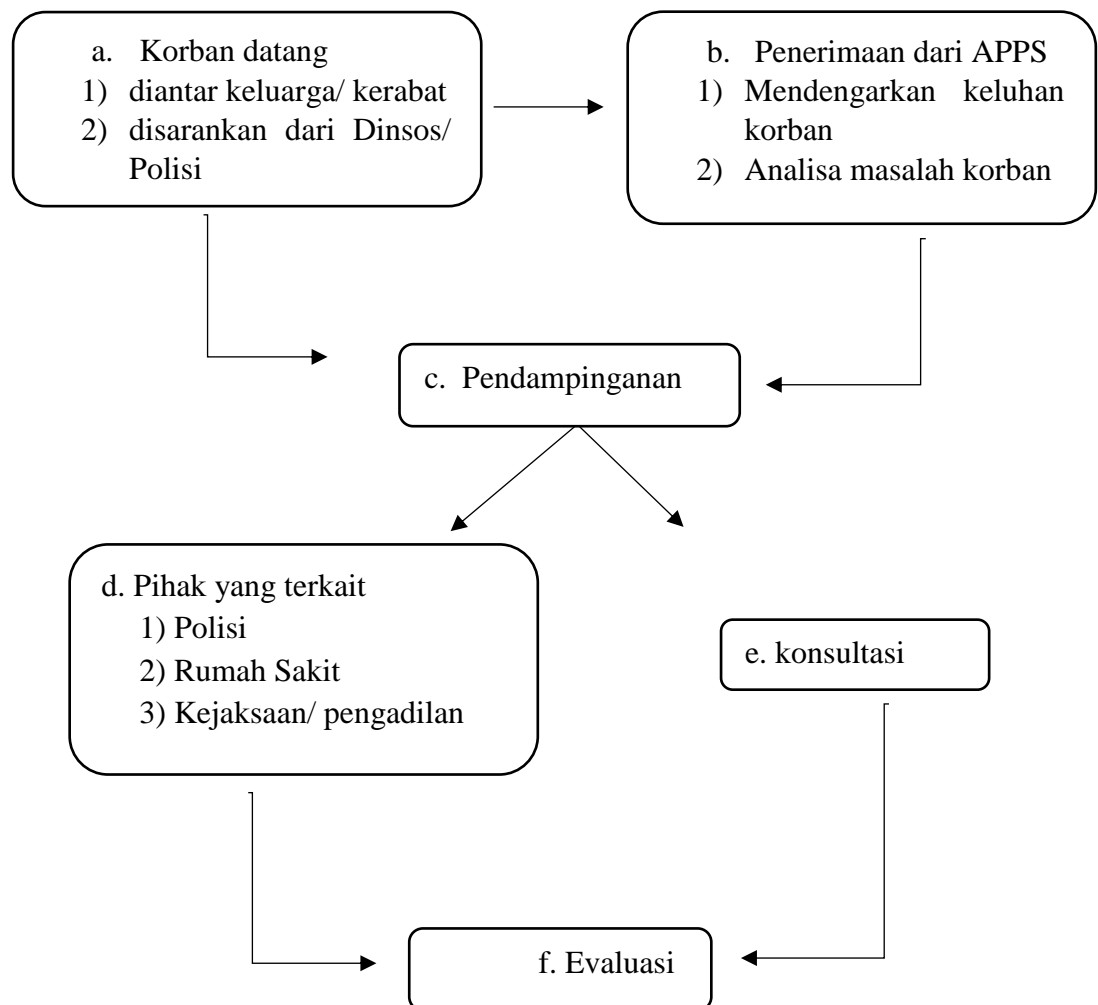 a. Korban datang
1) diantar keluarga/ kerabat
2) disarankan dari Dinsos/
Polisi
b. Penerimaan dari APPS
1) Mendengarkan keluhan
korban
2) Analisa masalah korban
c. Pendampinganan
d. Pihak yang terkait
1) Polisi
2) Rumah Sakit
3) Kejaksaan/ pengadilan
e. konsultasi
f. Evaluasi